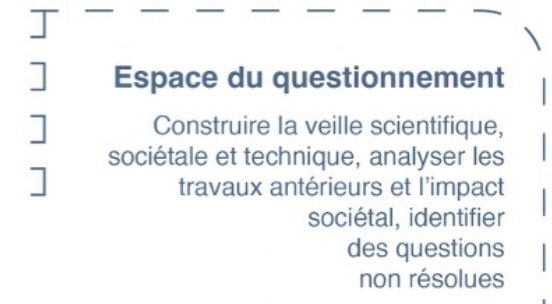 Espace du questionnement
Construire la veille scientifique,
sociétale et technique, analyser les
travaux antérieurs et l'impact
sociétal, identifier
des questions
non résolues